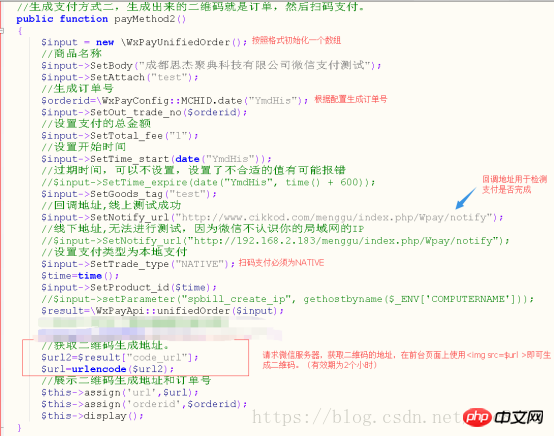 //生成支付方式二，生成出来的二维码就是订单，然后扫码支付。
public function payMethod2()
{
$input = new \WxPayUnifiedOrder(); 按照格式初始化一个数组
//商品名称
$input->SetBody("成都思杰聚典科技有限公司微信支付测试");
$input->SetAttach("test");
//生成订单号
$orderid=\WxPayConfig::MCHID.date("YmdHis"); 根据配置生成订单号
$input->SetOut_trade_no($orderid);
//设置支付的总金额
$input->SetTotal_fee("1");
//设置开始时间
$input->SetTime_start(date("YmdHis"));
//过期时间，可以不设置，设置了不合适的值有可能报错
//$input->SetTime_expire(date("YmdHis", time() + 600));
$input->SetGoods_tag("test");
回调地址用于检测
支付是否完成
//回调地址,线上测试成功
$input->SetNotify_url("http://www.cikkod.com/menggu/index.php/Wpay/notify");
//线下地址,无法进行测试，因为微信不认识你的局域网的IP
//$input->SetNotify_url("http://192.168.2.183/menggu/index.php/Wpay/notify");
//设置支付类型为本地支付
$input->SetTrade_type("NATIVE"); 扫码支付必须为NATIVE
$time=time();
$input->SetProduct_id($time);
//$input->setParameter("spbill_create_ip", gethostbyname($_ENV['COMPUTERNAME']));
$result=\WxPayApi::unifiedOrder($input);
//获取二维码生成地址。
$url2=$result["code_url"];
$url=urlencode($url2);
请求微信服务器，获取二维码的地址，在前台页面上使用<img src=$url >即可生
成二维码。（有效期为2个小时）
//展示二维码生成地址和订单号
$this->assign('url',$url);
$this->assign('orderid',$orderid);
$this->display();
}
https://blog.csdn.net
php中文网